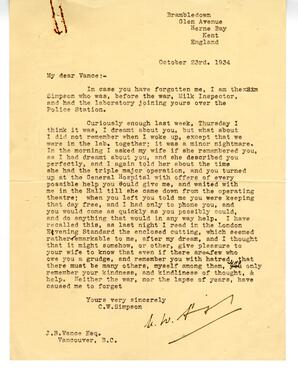 Brambledown
Glen Avenue
Herne Bay
Kent
England
October 23rd. 1934
My dear Vance:-
In case you have forgotten me, I am the
Simpson who was, before the war, Milk Inspector,
and had the laboratory joining yours over the
Police Station.
Curiously enough last week, Thursday I
think it was, I dreamt about you, but what about
I did not remember when I woke up, except that we
were in the lab. together; it was a minor nightmare.
In the morning I asked my wife if she remembered you,
as I had dreamt about you, and she described you
perfectly, and I again told her about the time
she had the triple major operation, and you turned
up at the General Hospital with offers of every
possible help you could give me, and waited with
me in the Hall till she came down from the operating
theatre; when you left you told me you were keeping
that day free, and I had only to phone you, and
you would come as quickly as you possibly could,
and do anything that in any way help. I have
recalled this, as last night I read in the London
Evening Standard the enclosed cutting, which seemed
rather remarkable to me, after my dream, and I thought
that it might somehow, or other, give pleasure to
your wife to know that even if there are a few who
owe you a grudge, and remember you with hatred, that
there must be many others, myself among them, only
remember your kindness, and kindliness of thought, &
help. Neither the war, nor the lapse of years, have
caused me to forget
Yours very sincerely
C.W.Simpson
J.B.Vance Esq.
Vancouver, B.C.